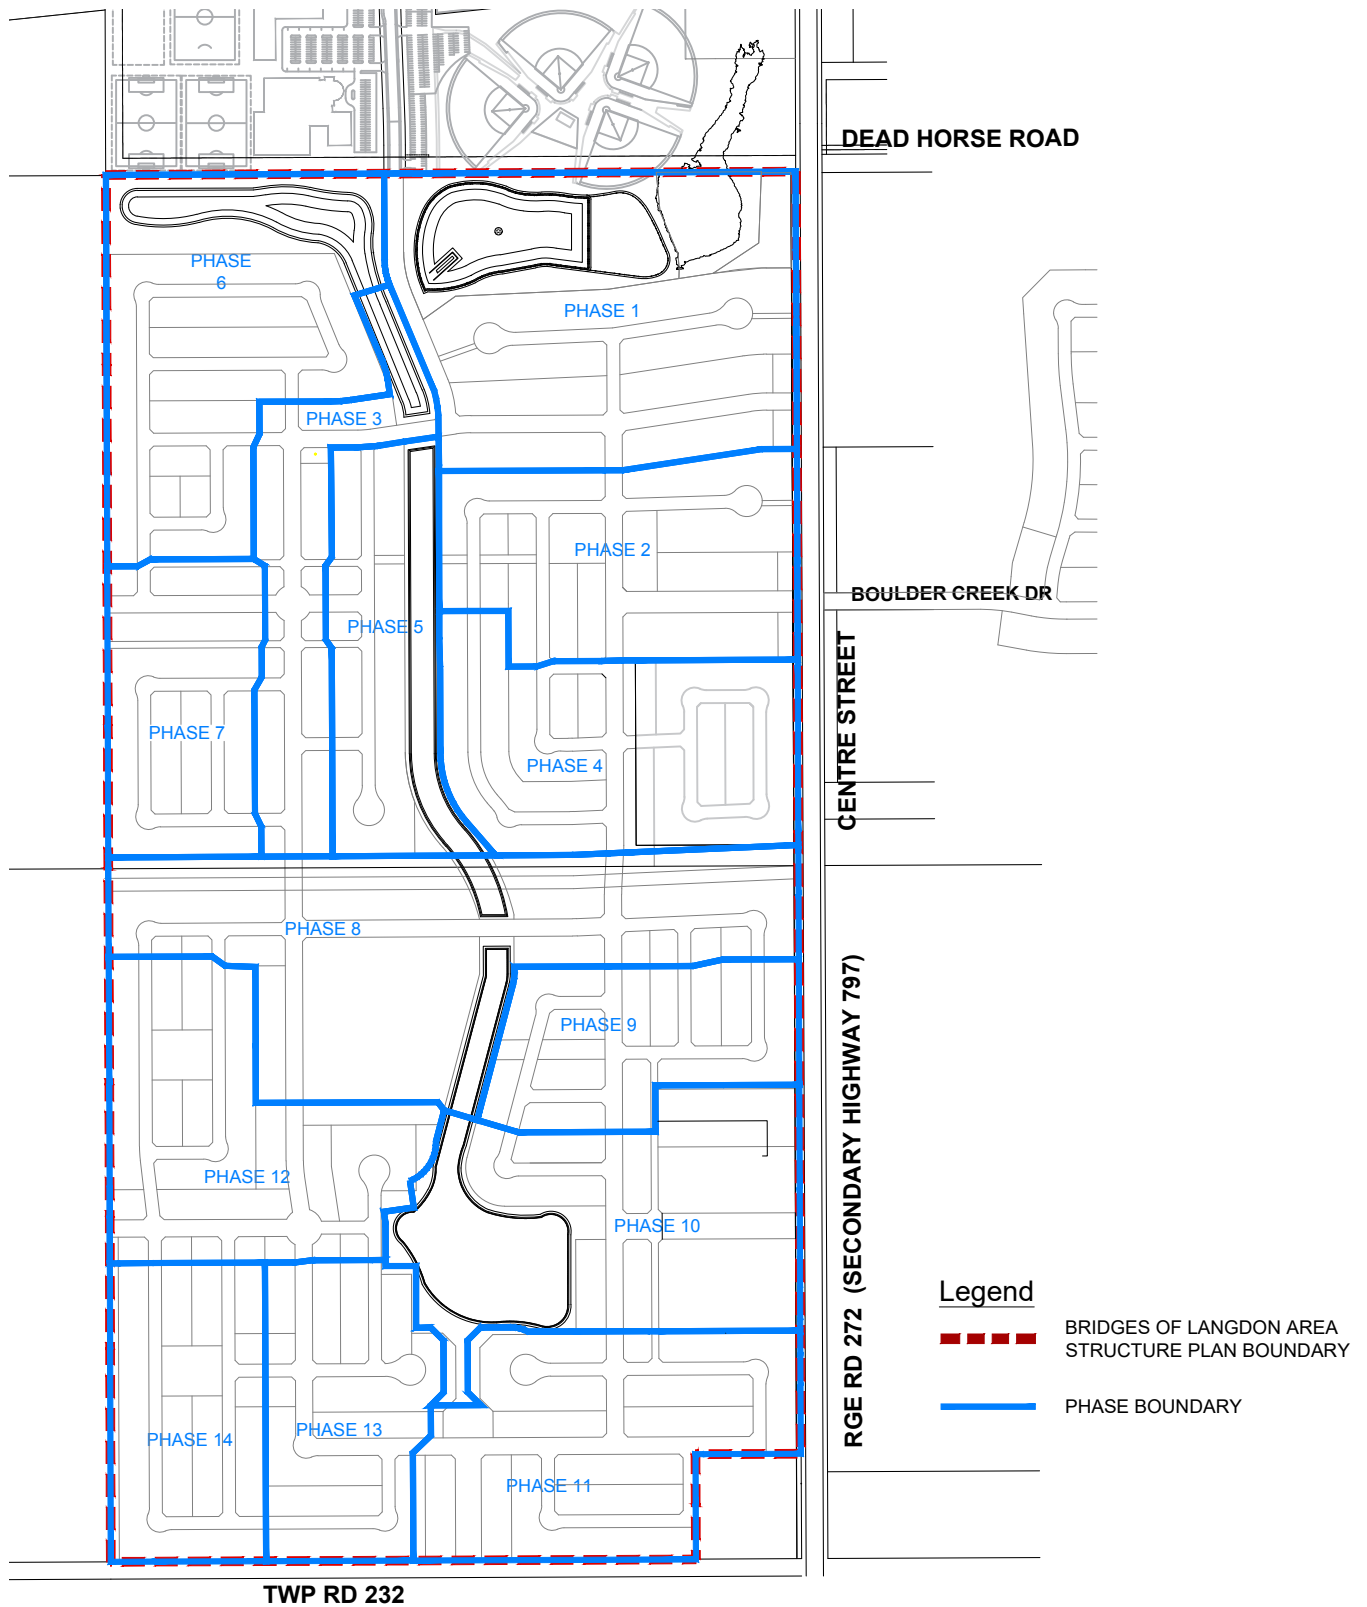 DEAD HORSE ROAD
PHASE
6
PHASE 1
PHASE 3
PHASE 2
BOULDER CREEK DR
PHASE 5
CENTRE STREET
PHASE 7
PHASE 4
PHASE 8
RGE RD 272 (SECONDARY HIGHWAY 797)
PHASE 9
PHASE 12
PHASE 10
Legend
BRIDGES OF LANGDON AREA
STRUCTURE PLAN BOUNDARY
PHASE BOUNDARY
PHASE 13
PHASE 14
PHASE 11
TWP RD 232